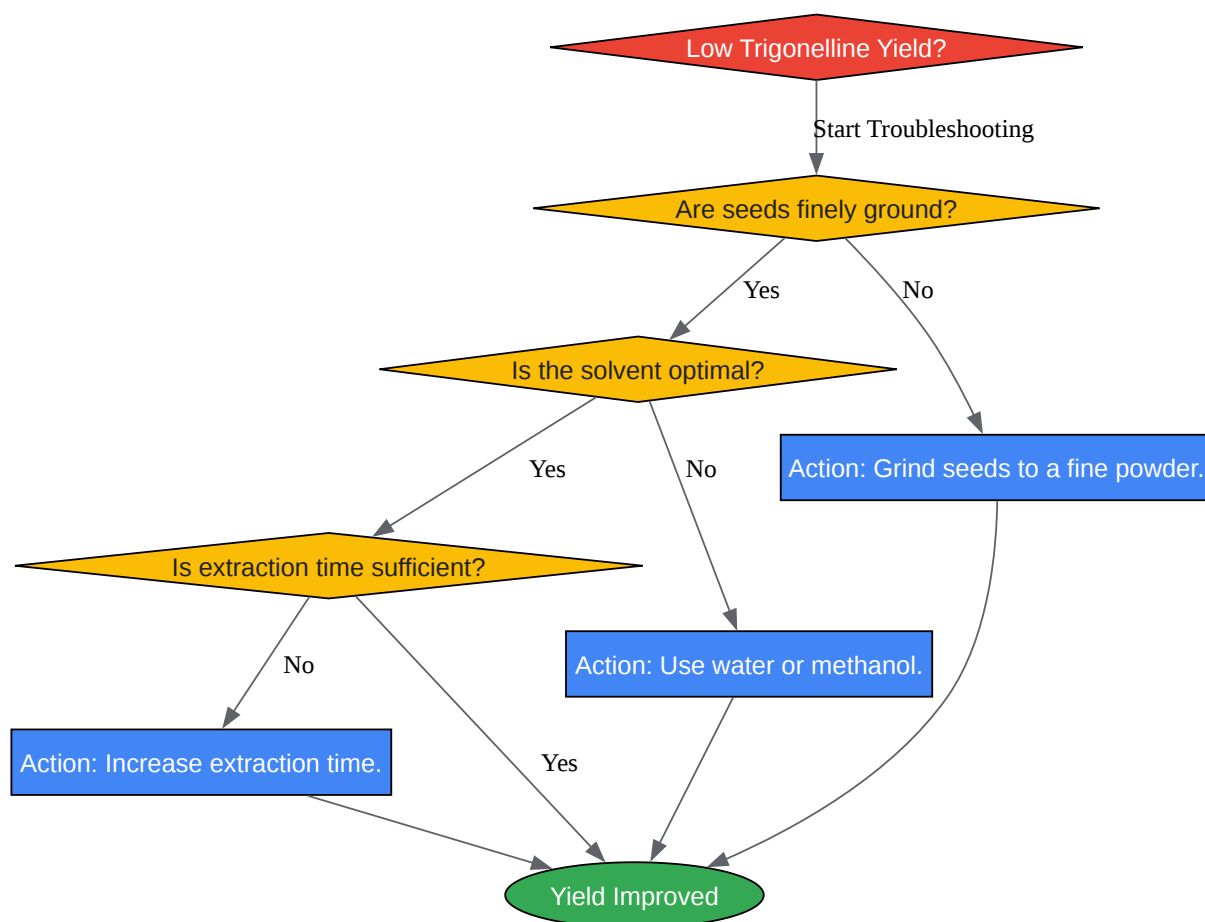 Low Trigonelline Yield?
Start Troubleshooting
Are seeds finely ground?
Yes
No
Is the solvent optimal?
Yes
No
Action: Grind seeds to a fine powder.
Is extraction time sufficient?
No
Action: Use water or methanol.
Yes
Action: Increase extraction time.
Yield Improved